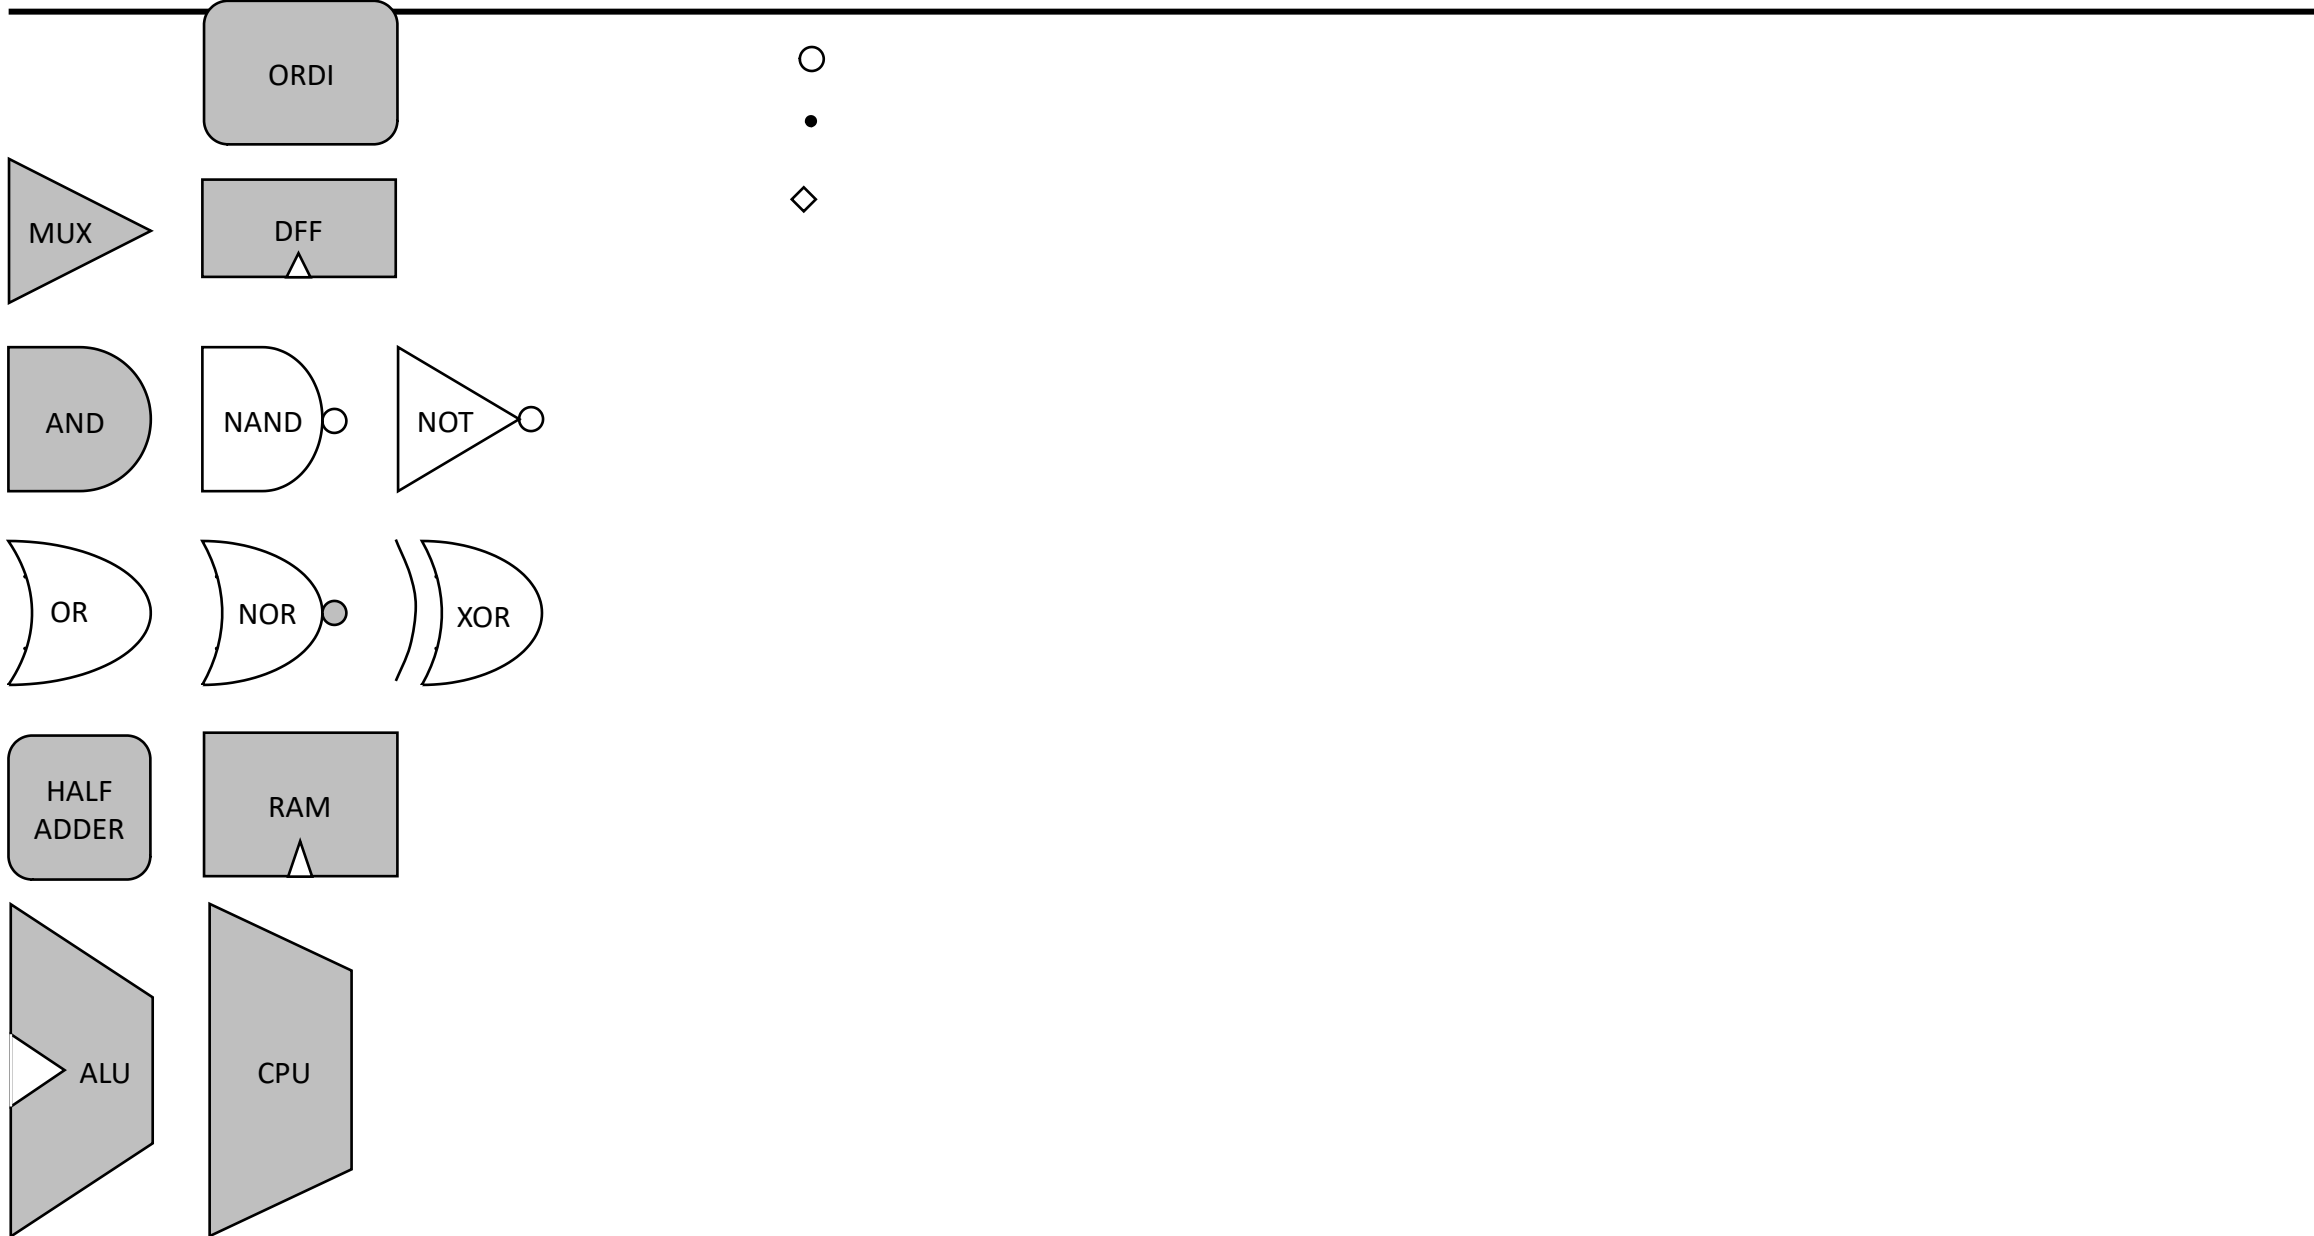 ORDI
MUX
DFF
AND
NAND
NOT
OR
NOR
XOR
HALF
ADDER
RAM
ALU
CPU